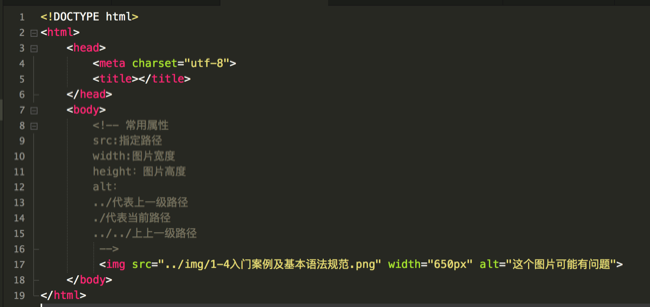 1 <!DOCTYPE html>
2 <html>
3 <head>
4 <meta charset="utf-8">
5 <title></title>
6 </head>
7 <body>
8 <!-- 常用属性
9 src:指定路径
10 width:图片宽度
11 height: 图片高度
12 alt:
13 ../代表上一级路径
14 ./代表当前路径
15 ../../上上一级路径
16 -->
17 <img src="../img/1-4入门案例及基本语法规范.png" width="650px" alt="这个图片可能有问题">
18 </body>
19 </html>